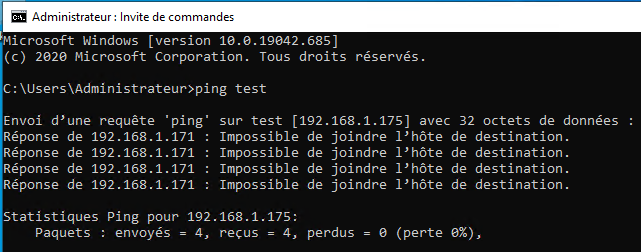 Administrateur : Invite de commandes
Microsoft Windows [version 10.0.19042.685]
(c) 2020 Microsoft Corporation. Tous droits réservés.
C:\Users\Administrateur>ping test
Envoi d’une requête 'ping' sur test [192.168.1.175] avec 32 octets de données :
Réponse de 192.168.1.171 : Impossible de joindre l’hôte de destination.
Réponse de 192.168.1.171 : Impossible de joindre l’hôte de destination.
Réponse de 192.168.1.171 : Impossible de joindre l’hôte de destination.
Réponse de 192.168.1.171 : Impossible de joindre l’hôte de destination.
Statistiques Ping pour 192.168.1.175:
Paquets : envoyés = 4, reçus = 4, perdus = 0 (perte 0%),